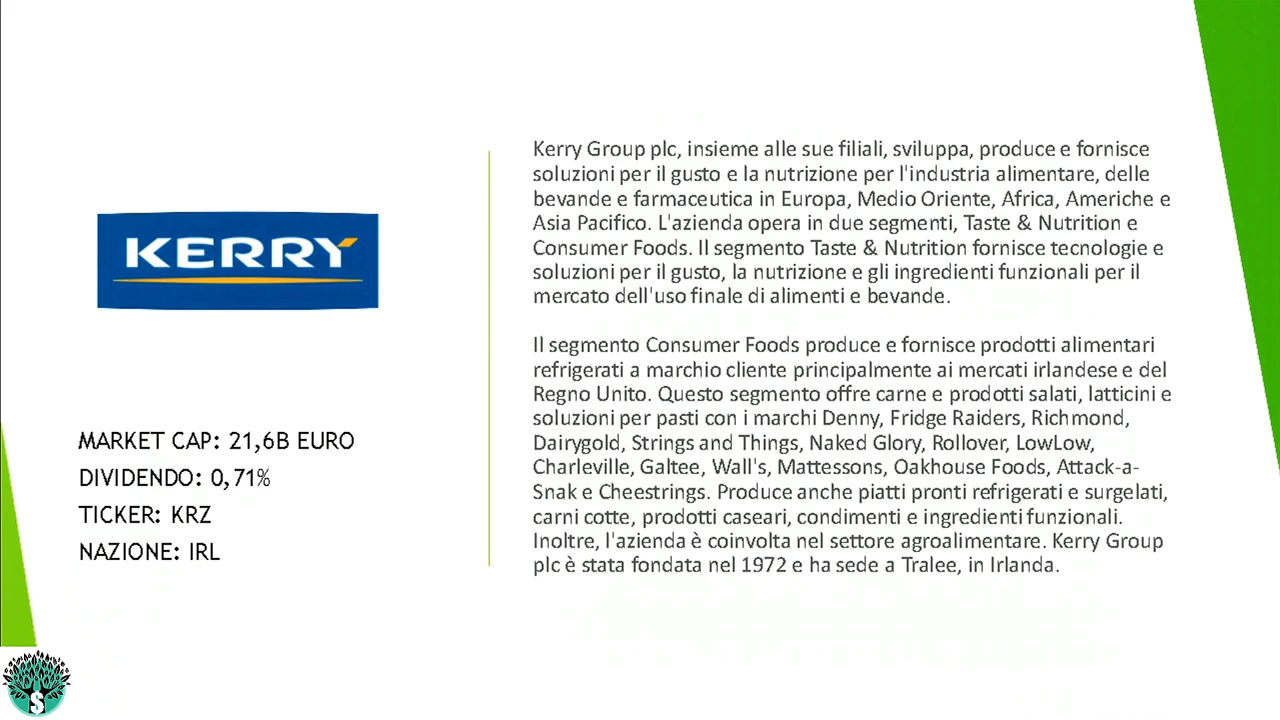 KERRY
MARKET CAP: 21,6B EURO
DIVIDENDO: 0,71%
TICKER: KRZ
NAZIONE: IRL
Kerry Group plc, insieme alle sue filiali, sviluppa, produce e fornisce
soluzioni per il gusto e la nutrizione per l'industria alimentare, delle
bevande e farmaceutica in Europa, Medio Oriente, Africa, Americhe e
Asia Pacifico. L'azienda opera in due segmenti, Taste & Nutrition e
Consumer Foods. Il segmento Taste & Nutrition fornisce tecnologie e
soluzioni per il gusto, la nutrizione e gli ingredienti funzionali per il
mercato dell'uso finale di alimenti e bevande.
Il segmento Consumer Foods produce e fornisce prodotti alimentari
refrigerati a marchio cliente principalmente ai mercati irlandese e del
Regno Unito. Questo segmento offre carne e prodotti salati, latticini e
soluzioni per pasti con i marchi Denny, Fridge Raiders, Richmond,
Dairygold, Strings and Things, Naked Glory, Rollover, LowLow,
Charleville, Galtee, Wall's, Mattessons, Oakhouse Foods, Attack-a-
Snak e Cheestrings. Produce anche piatti pronti refrigerati e surgelati,
carni cotte, prodotti caseari, condimenti e ingredienti funzionali.
Inoltre, l'azienda è coinvolta nel settore agroalimentare. Kerry Group
plc è stata fondata nel 1972 e ha sede a Tralee, in Irlanda.
$